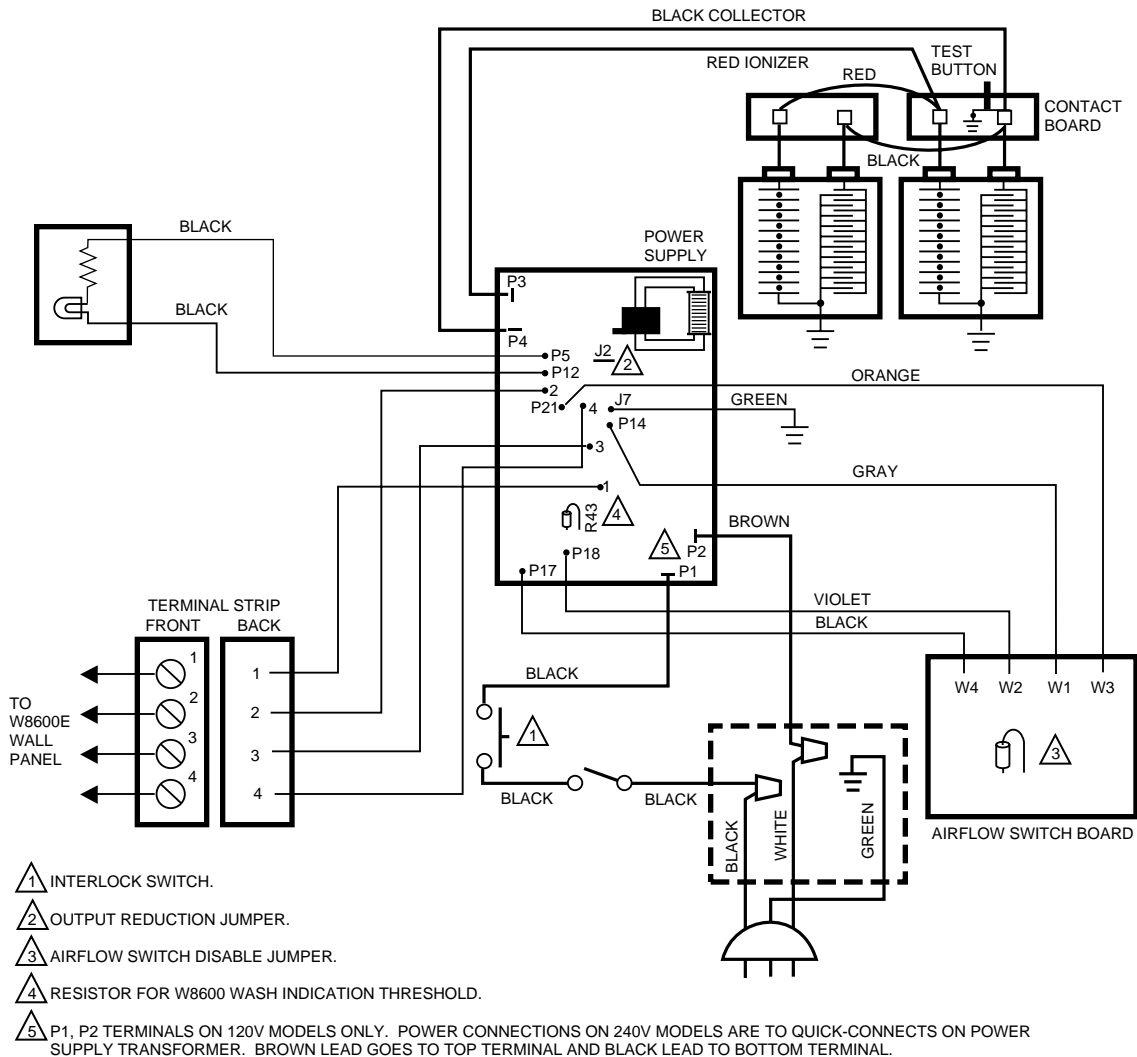 BLACK COLLECTOR
RED IONIZER
RED
TEST
BUTTON
CONTACT
BOARD
BLACK
BLACK
BLACK
POWER
SUPPLY
P3
P4
P5
P12
2
P21
4
J7
P14
3
1
J2
2
R43
4
5
P2
P1
P18
P17
ORANGE
GREEN
GRAY
BROWN
VIOLET
BLACK
W4 W2 W1 W3
3
AIRFLOW SWITCH BOARD
TERMINAL STRIP
FRONT BACK
1
2
3
4
1
2
3
4
TO
W8600E
WALL
PANEL
BLACK
1
BLACK
BLACK
BLACK
WHITE
GREEN
1 INTERLOCK SWITCH.
2 OUTPUT REDUCTION JUMPER.
3 AIRFLOW SWITCH DISABLE JUMPER.
4 RESISTOR FOR W8600 WASH INDICATION THRESHOLD.
5 P1, P2 TERMINALS ON 120V MODELS ONLY. POWER CONNECTIONS ON 240V MODELS ARE TO QUICK-CONNECTS ON POWER
SUPPLY TRANSFORMER. BROWN LEAD GOES TO TOP TERMINAL AND BLACK LEAD TO BOTTOM TERMINAL.